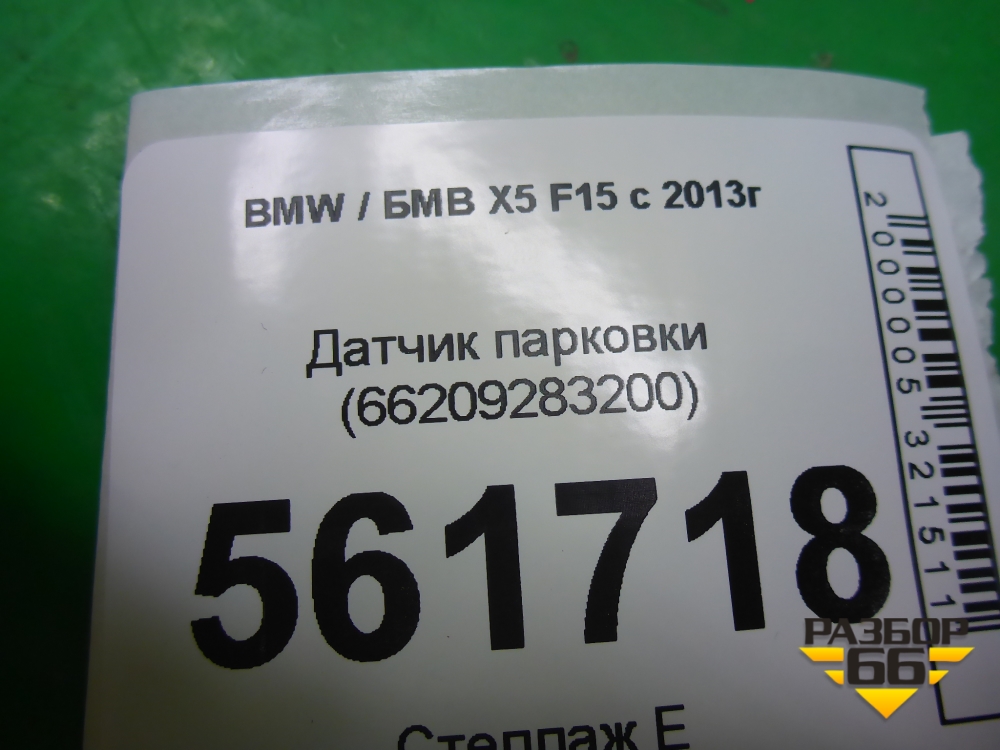 BMW / БМВ X5 F15 с 2013г
Датчик парковки
(66209283200)
561718
Стеллаж Е
2000005321511
РАЗБОР
66